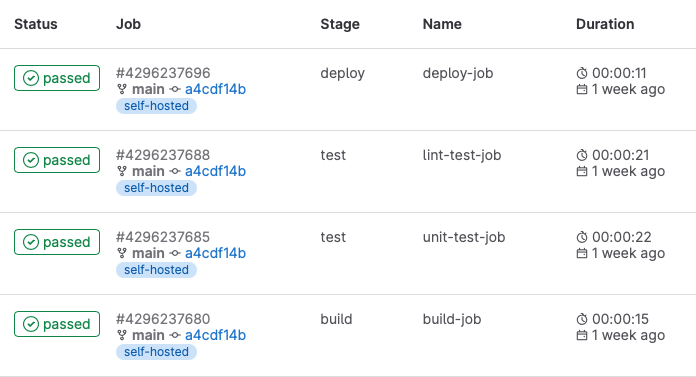 Status Job Stage Name Duration
passed #4296237696 deploy deploy-job 00:00:11
main a4cdf14b 1 week ago
self-hosted
passed #4296237688 test lint-test-job 00:00:21
main a4cdf14b 1 week ago
self-hosted
passed #4296237685 test unit-test-job 00:00:22
main a4cdf14b 1 week ago
self-hosted
passed #4296237680 build build-job 00:00:15
main a4cdf14b 1 week ago
self-hosted